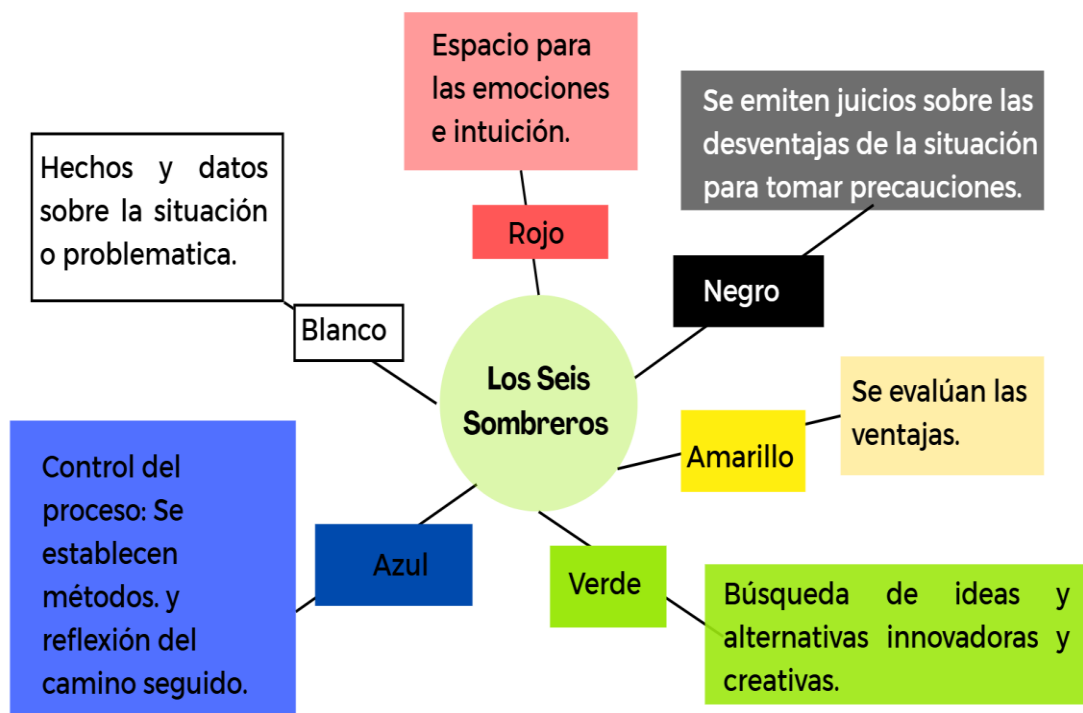 Los Seis
Sombreros
Blanco
Hechos y datos
sobre la situación
o problematica.
Rojo
Espacio para
las emociones
e intuición.
Negro
Se emiten juicios sobre las
desventajas de la situación
para tomar precauciones.
Amarillo
Se evalúan las
ventajas.
Verde
Búsqueda de ideas y
alternativas innovadoras y
creativas.
Azul
Control del
proceso: Se
establecen
métodos. y
reflexión del
camino seguido.